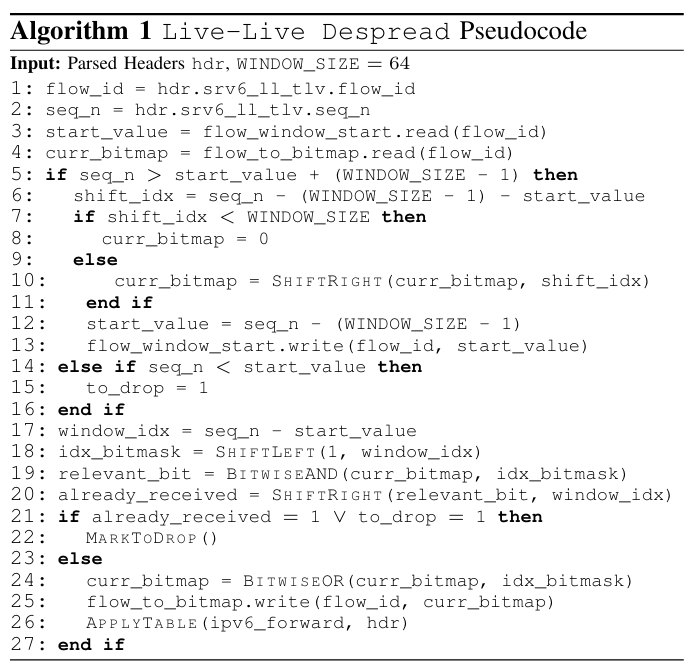 Algorithm 1 Live-Live Despread Pseudocode
Input: Parsed Headers hdr, WINDOW_SIZE = 64
1: flow_id = hdr.srv6_ll_tlv.flow_id
2: seq_n = hdr.srv6_ll_tlv.seq_n
3: start_value = flow_window_start.read(flow_id)
4: curr_bitmap = flow_to_bitmap.read(flow_id)
5: if seq_n > start_value + (WINDOW_SIZE - 1) then
6: shift_idx = seq_n - (WINDOW_SIZE - 1) - start_value
7: if shift_idx < WINDOW_SIZE then
8: curr_bitmap = 0
9: else
10: curr_bitmap = SHIFTRIGHT(curr_bitmap, shift_idx)
11: end if
12: start_value = seq_n - (WINDOW_SIZE - 1)
13: flow_window_start.write(flow_id, start_value)
14: else if seq_n < start_value then
15: to_drop = 1
16: end if
17: window_idx = seq_n - start_value
18: idx_bitmask = SHIFTLEFT(1, window_idx)
19: relevant_bit = BITWISEAND(curr_bitmap, idx_bitmask)
20: already_received = SHIFTRIGHT(relevant_bit, window_idx)
21: if already_received = 1 ∨ to_drop = 1 then
22: MARKTODROP()
23: else
24: curr_bitmap = BITWISEOR(curr_bitmap, idx_bitmask)
25: flow_to_bitmap.write(flow_id, curr_bitmap)
26: APPLYTABLE(ipv6_forward, hdr)
27: end if